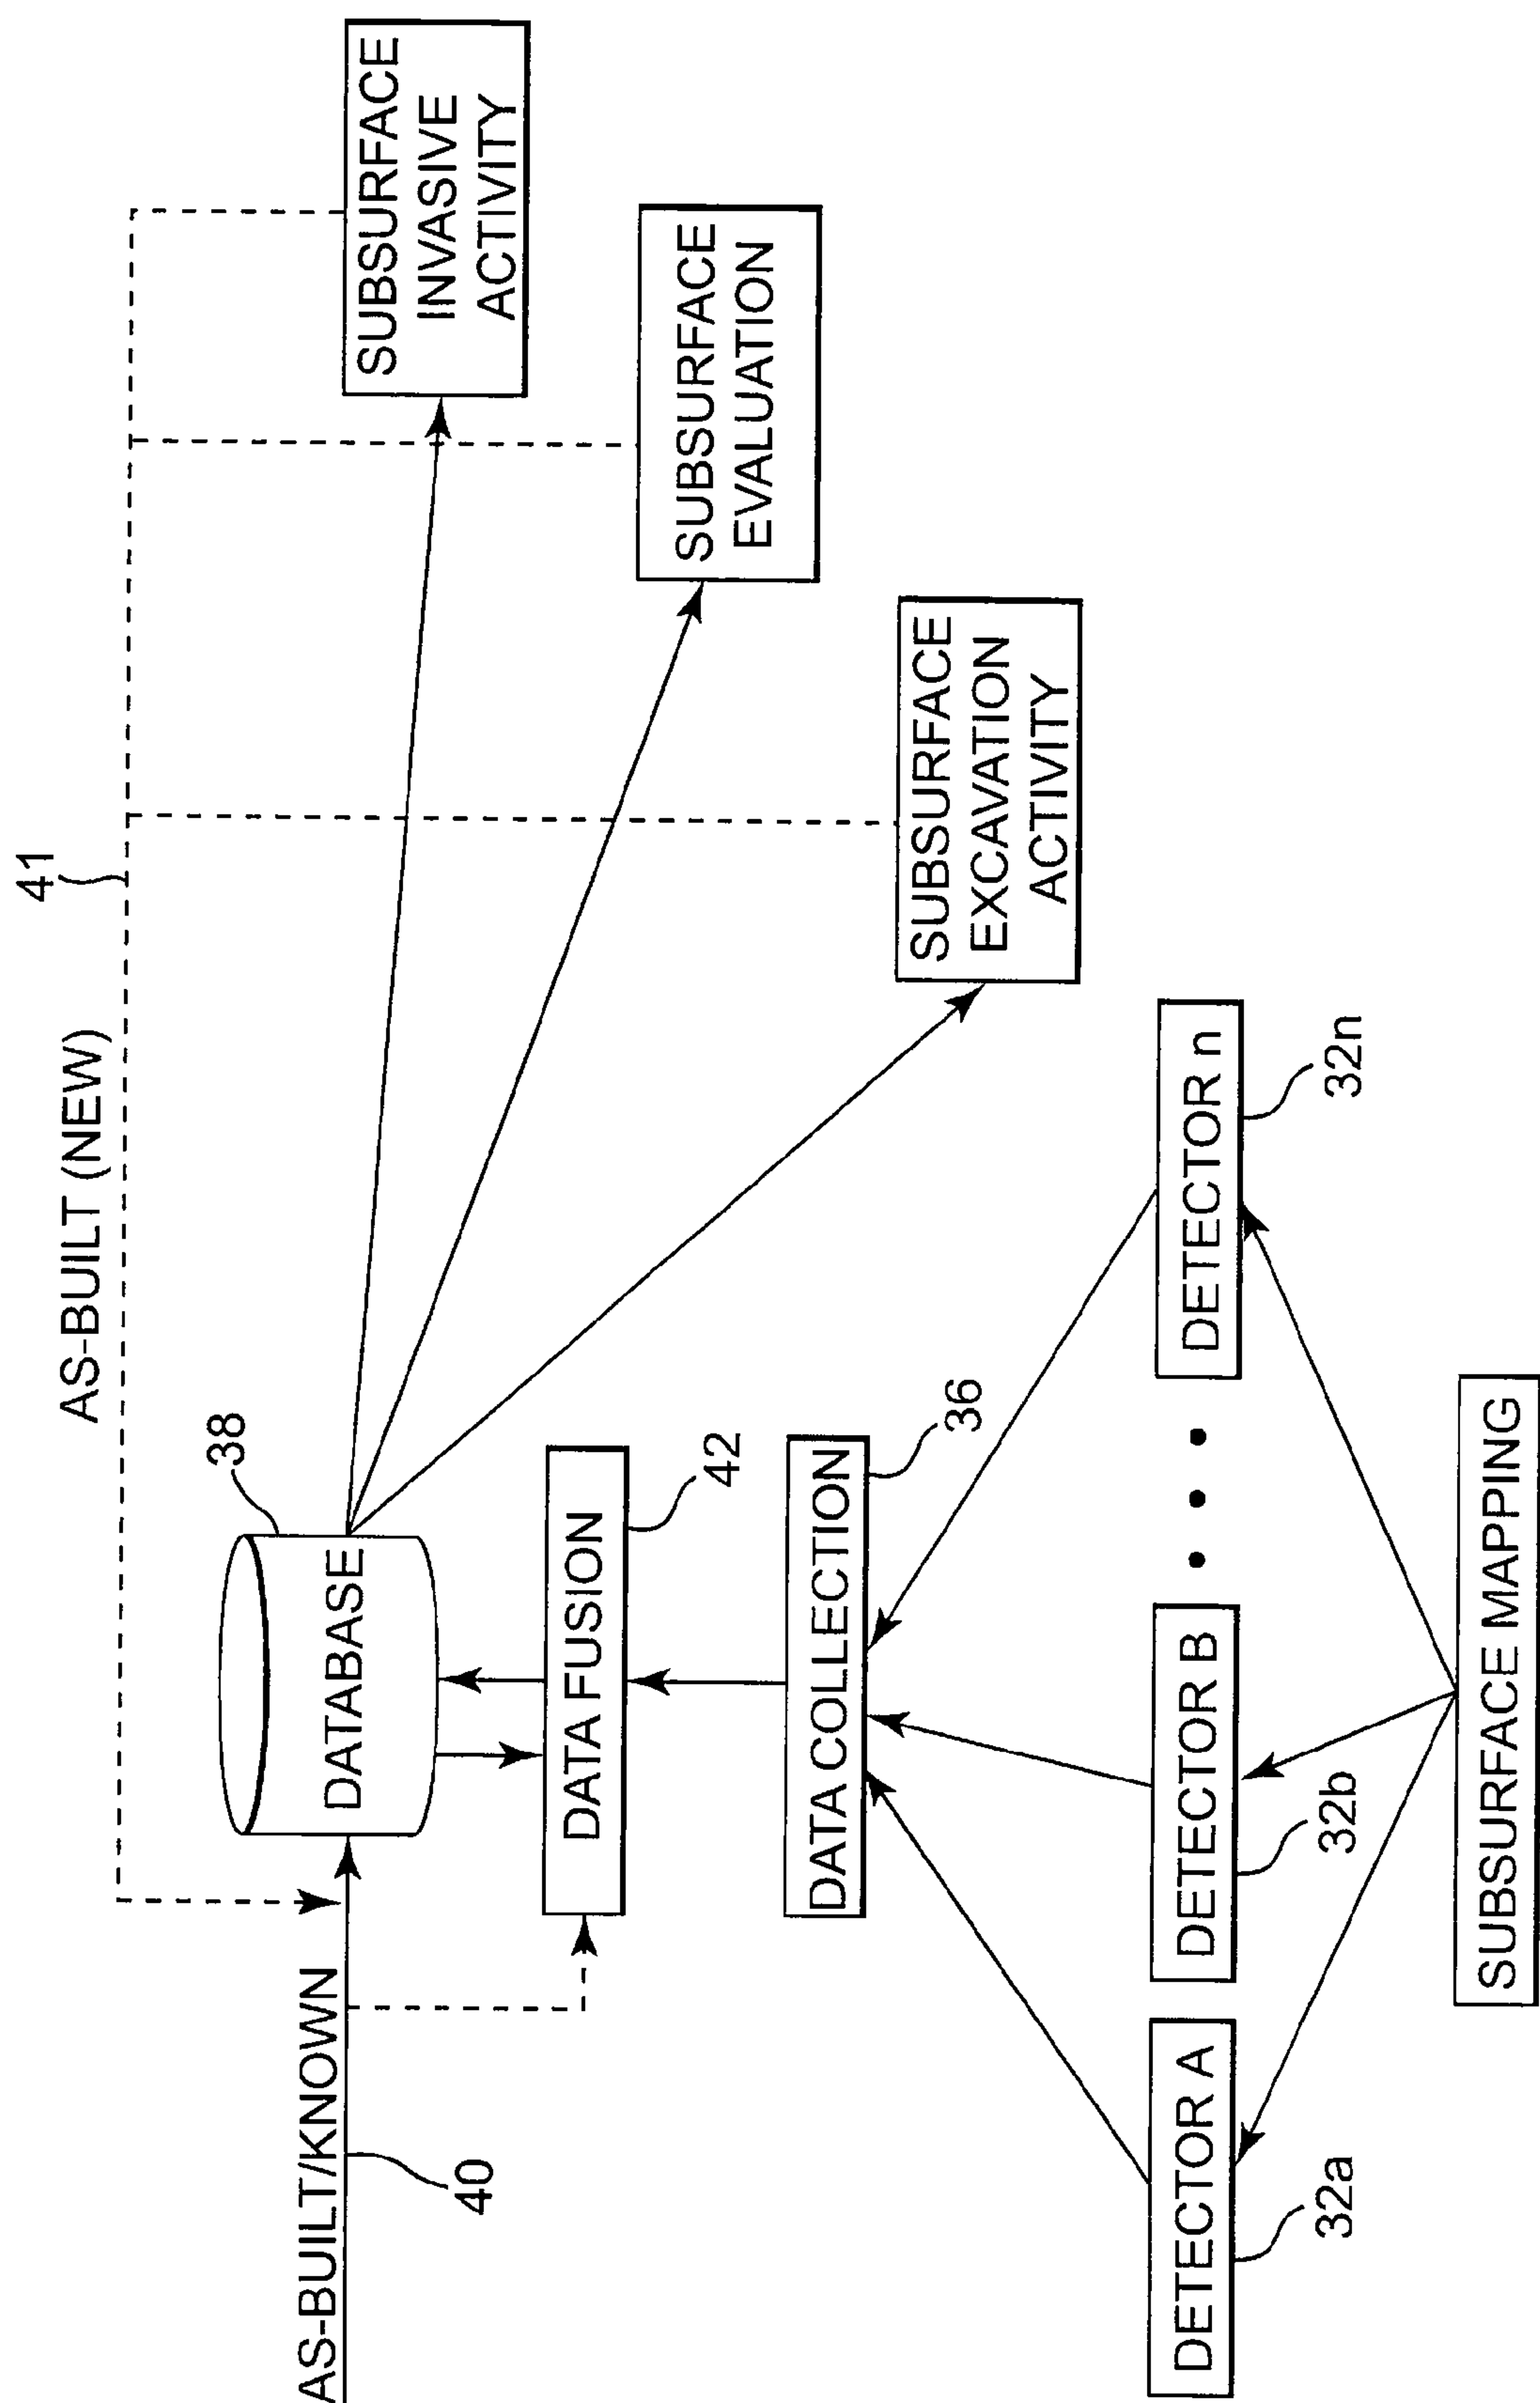 41
AS-BUILT (NEW)
AS-BUILT/KNOWN
40
38
DATABASE
SUBSURFACE
INVASIVE
ACTIVITY
DATA FUSION
42
SUBSURFACE
EVALUATION
DATA COLLECTION
36
SUBSURFACE
EXCAVATION
ACTIVITY
DETECTOR A
32a
DETECTOR B
32b
DETECTOR n
32n
SUBSURFACE MAPPING